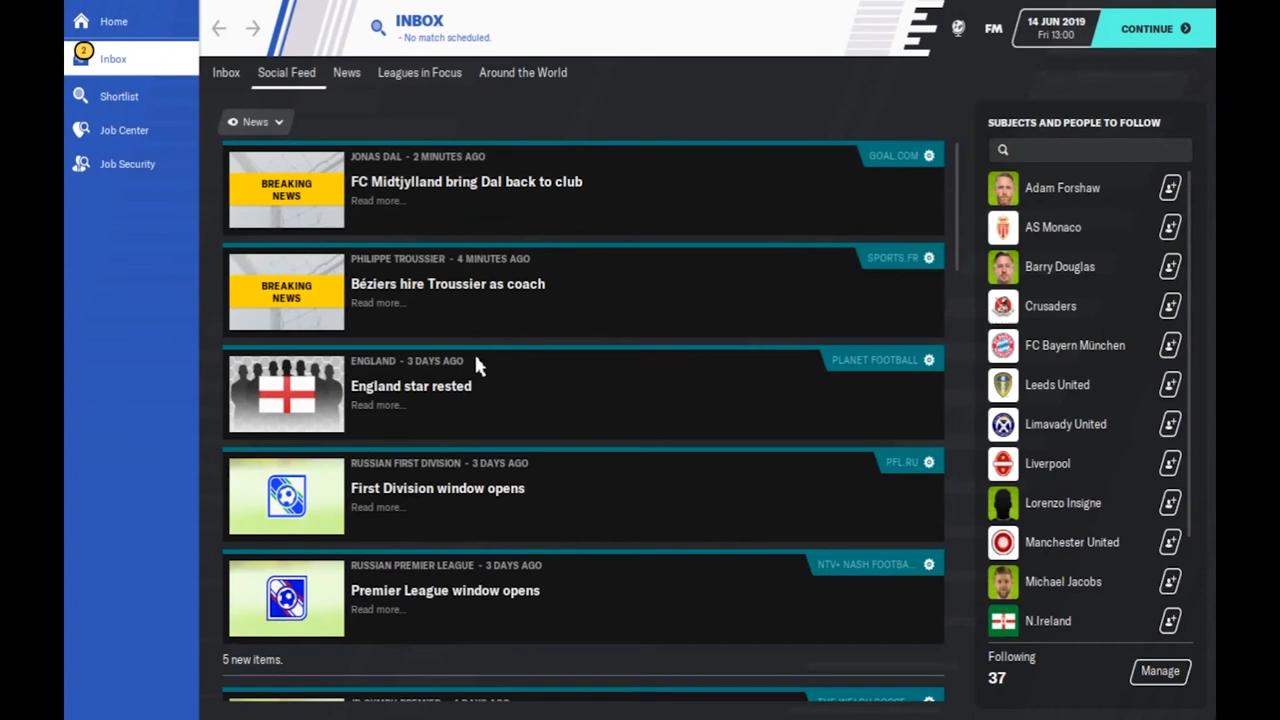 Home
2
Inbox
Shortlist
Job Center
Job Security
INBOX
- No match scheduled.
FM
14 JUN 2019
Fri 13:00
CONTINUE
Inbox
Social Feed
News
Leagues in Focus
Around the World
News
JONAS DAL - 2 MINUTES AGO
GOAL.COM
BREAKING
NEWS
FC Midtjylland bring Dal back to club
Read more...
PHILIPPE TROUSSIER - 4 MINUTES AGO
SPORTS.FR
BREAKING
NEWS
Béziers hire Troussier as coach
Read more...
ENGLAND - 3 DAYS AGO
PLANET FOOTBALL
England star rested
Read more...
RUSSIAN FIRST DIVISION - 3 DAYS AGO
PFL.RU
First Division window opens
Read more...
RUSSIAN PREMIER LEAGUE - 3 DAYS AGO
NTV+ NASH FOOTBA...
Premier League window opens
Read more...
5 new items.
SUBJECTS AND PEOPLE TO FOLLOW
Adam Forshaw
AS Monaco
Barry Douglas
Crusaders
FC Bayern München
Leeds United
Limavady United
Liverpool
Lorenzo Insigne
Manchester United
Michael Jacobs
N.Ireland
Following
37
Manage